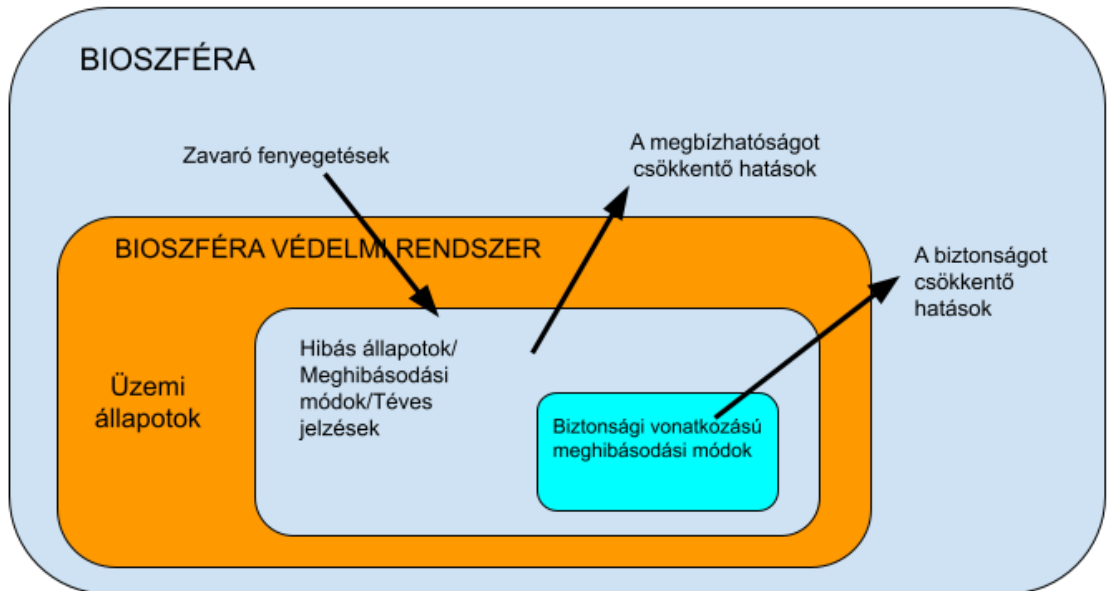 BIOSZFÉRA
Zavaró fenyegetések
A megbízhatóságot
csökkentő hatások
BIOSZFÉRA VÉDELMI RENDSZER
A biztonságot
csökkentő
hatások
Üzemi
állapotok
Hibás állapotok/
Meghibásodási
módok/Téves
jelzések
Biztonsági vonatkozású
meghibásodási módok